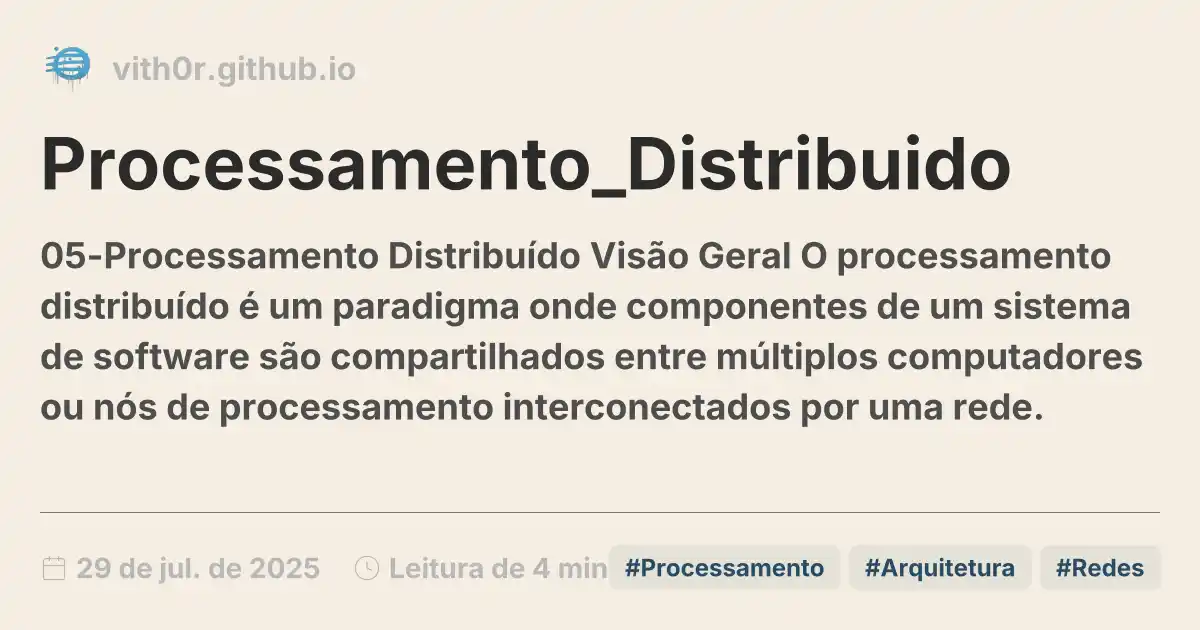 vith0r.github.io
Processamento_Distribuido
05-Processamento Distribuído Visão Geral O processamento
distribuído é um paradigma onde componentes de um sistema
de software são compartilhados entre múltiplos computadores
ou nós de processamento interconectados por uma rede.
29 de jul. de 2025 Leitura de 4 min #Processamento #Arquitetura #Redes